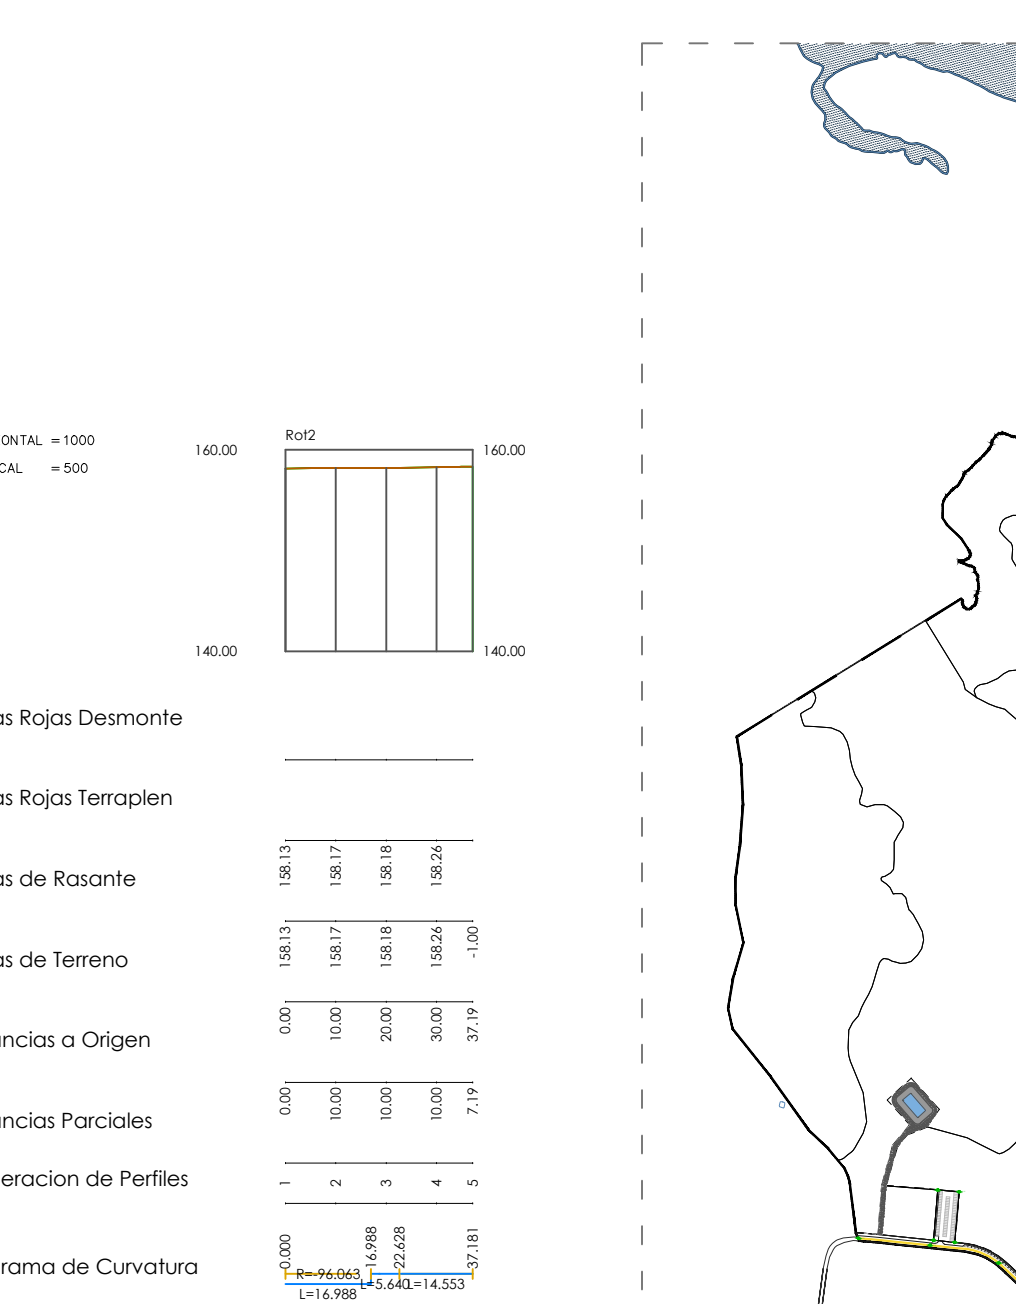 ONTAL =1000
CAL =500
Rot2
160.00 160.00
140.00 140.00
as Rojas Desmonte
as Rojas Terraplen
as de Rasante
158.13 158.17 158.18 158.26
as de Terreno
158.13 158.17 158.18 158.26 -1.00
ncias a Origen
0.00 10.00 20.00 30.00 37.19
ncias Parciales
0.00 10.00 10.00 10.00 7.19
eracion de Perfiles
1 2 3 4 5
rama de Curvatura
0.000 16.988 22.628 37.181
R=-96.063
L=16.988 L=5.640 L=14.553